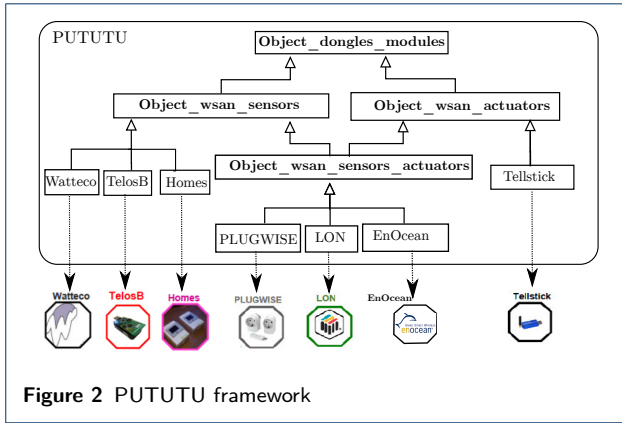 PUTUTU
Object_dongles_modules
Object_wsan_sensors
Object_wsan_actuators
Object_wsan_sensors_actuators
Watteco
TelosB
Homes
Tellstick
PLUGWISE
LON
EnOcean
Watteco
TelosB
Homes
PLUGWISE
LON
EnOcean
Tellstick
enocean
Figure 2 PUTUTU framework